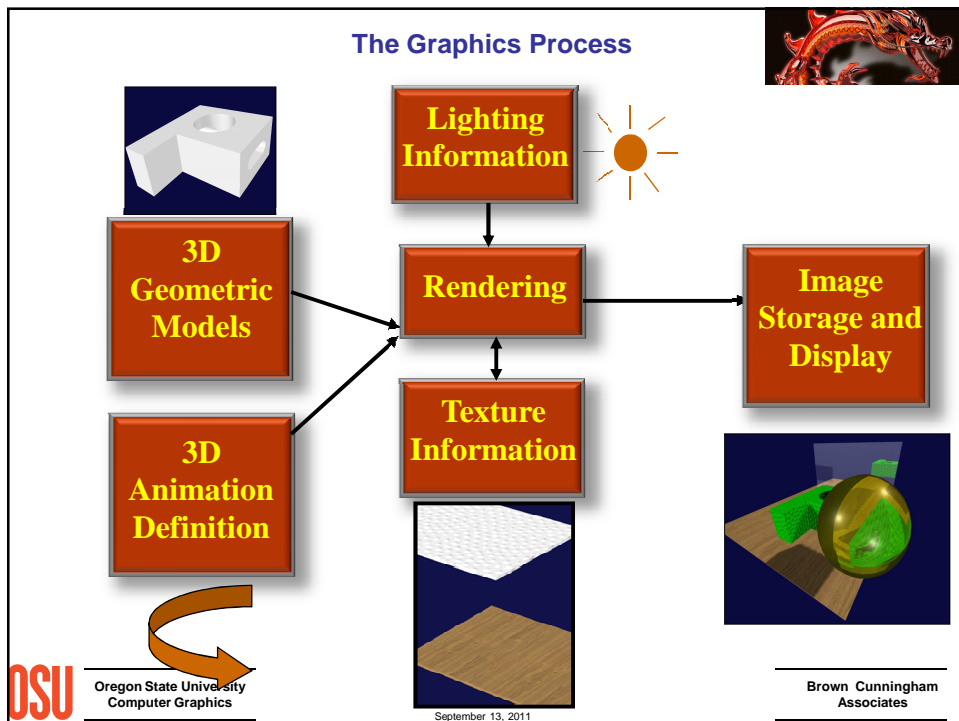 The Graphics Process
Lighting
Information
3D
Geometric
Models
Rendering
Image
Storage and
Display
Texture
Information
3D
Animation
Definition
OSU
Oregon State University
Computer Graphics
September 13, 2011
Brown Cunningham
Associates